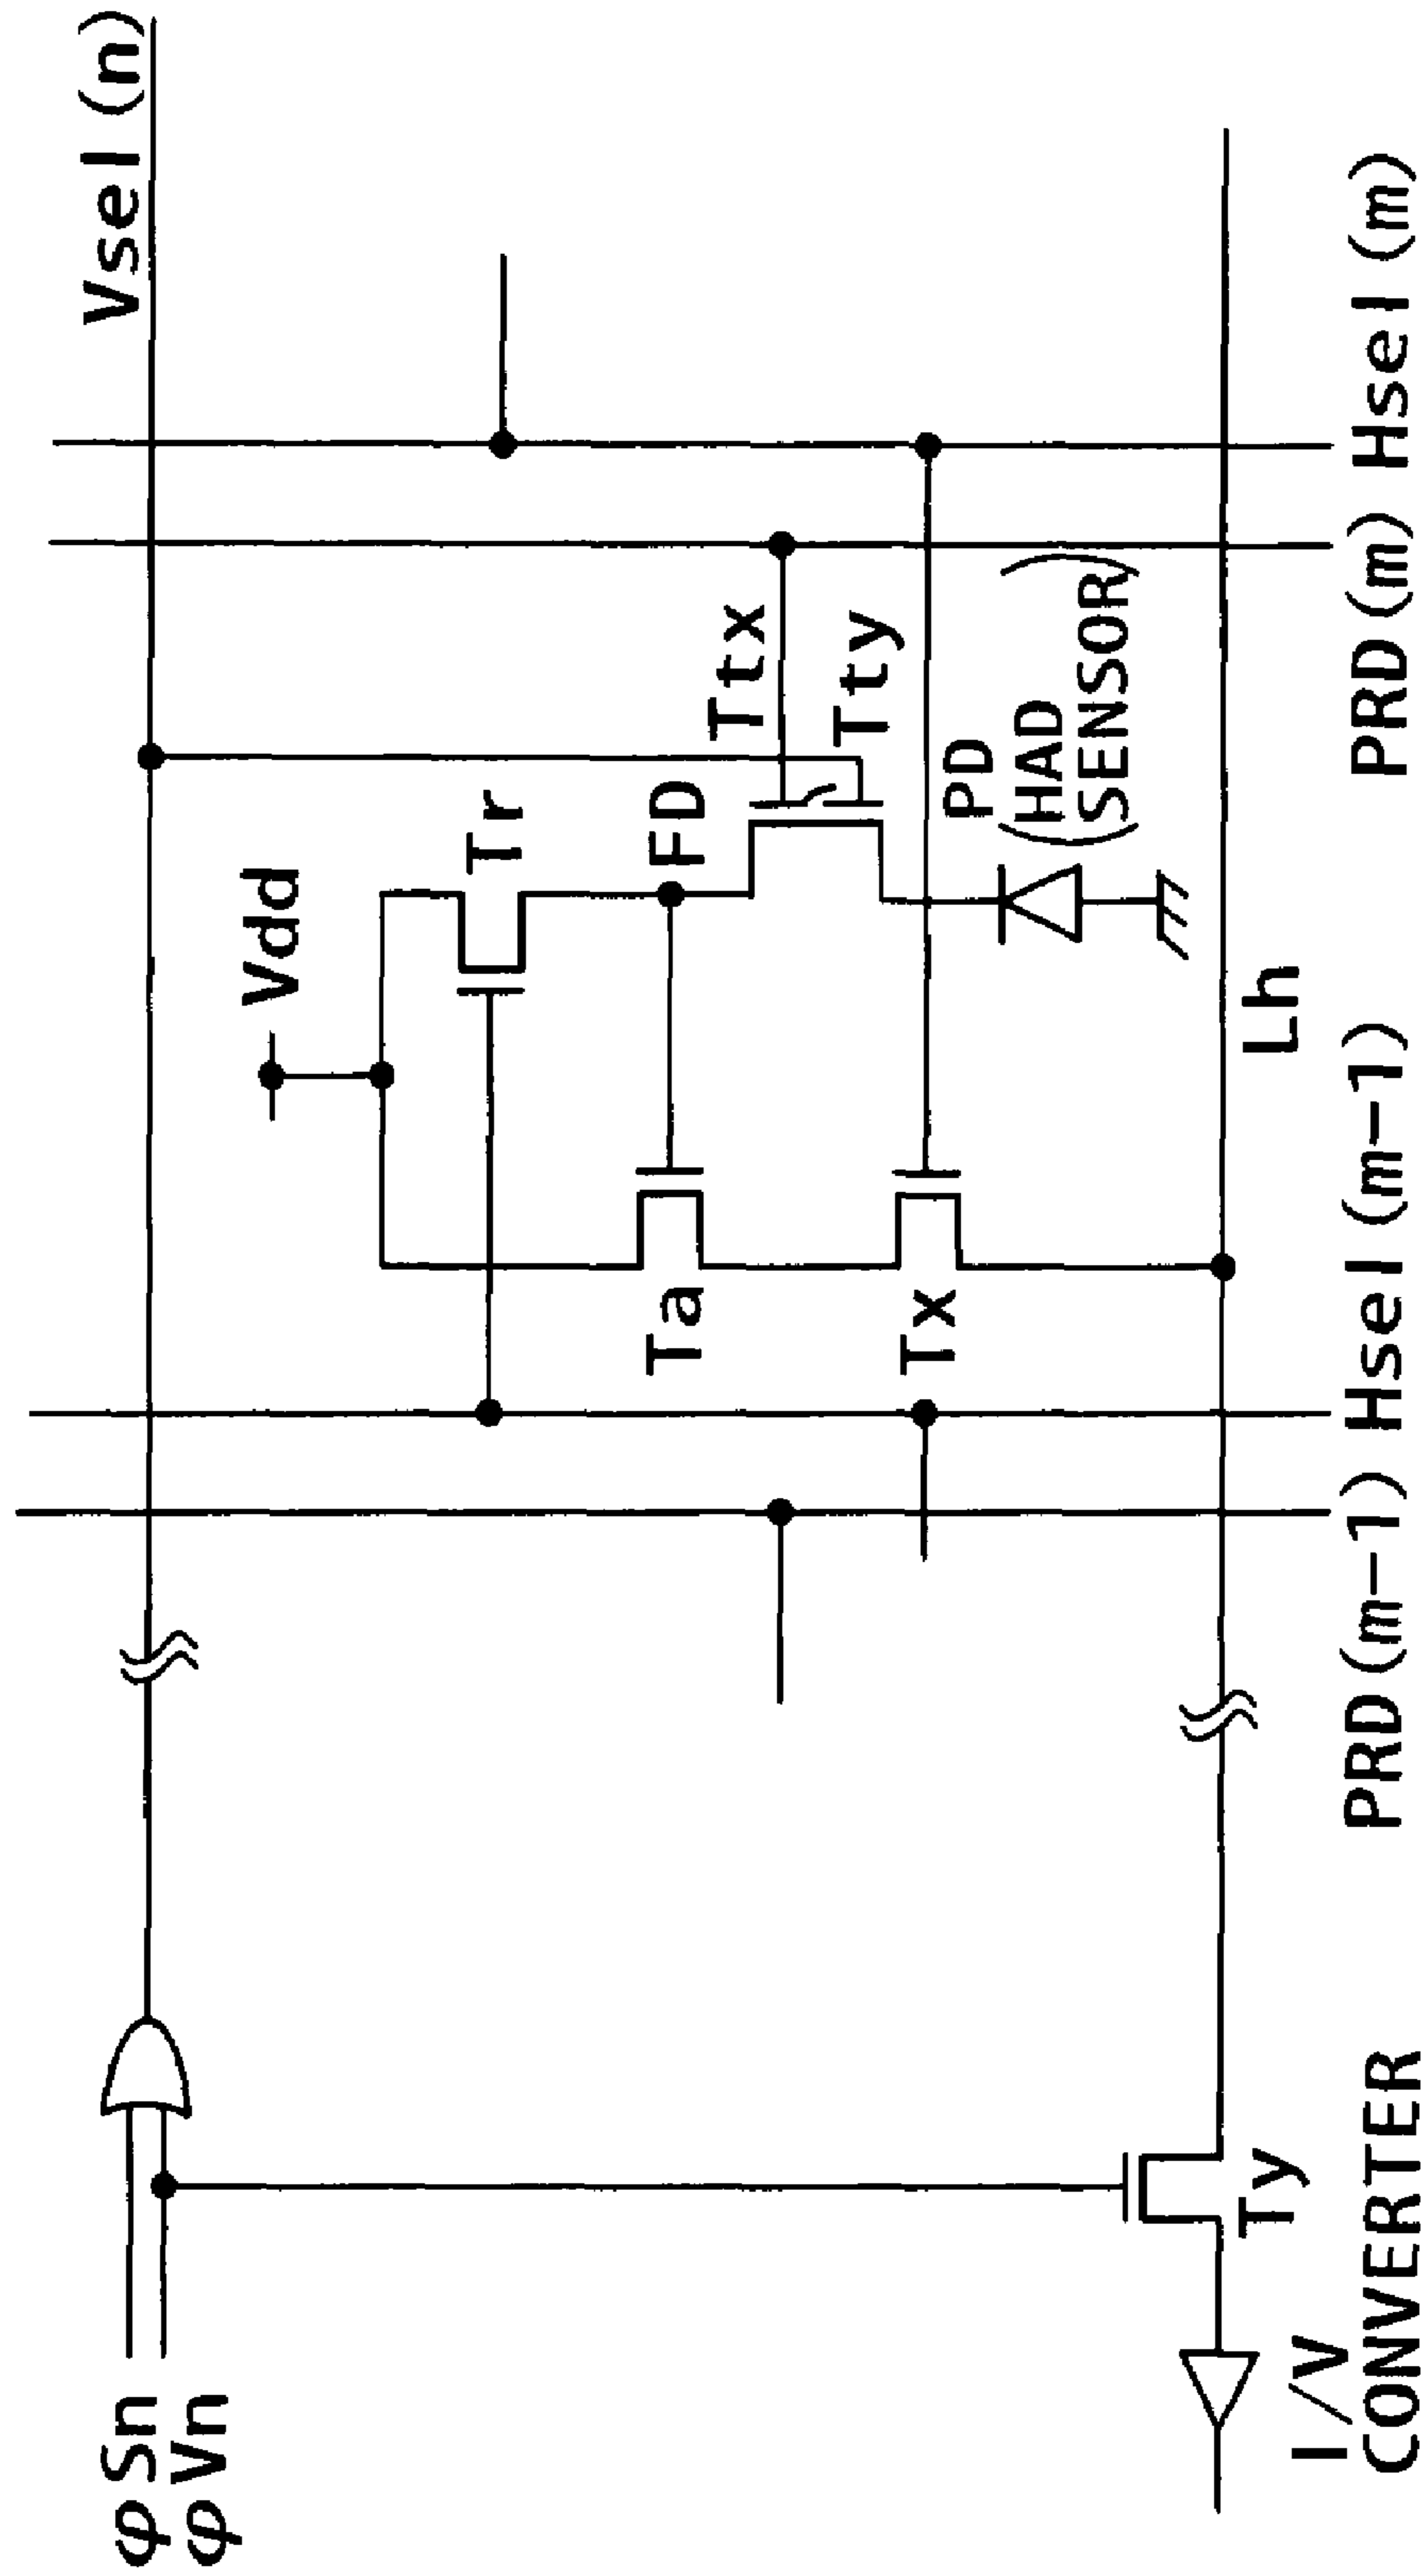 Vsel(n)
φSn
φVn
Vdd
Tr
FD
Ttx
Tty
Ta
Tx
PD
(HAD
SENSOR)
Lh
Ty
I/V
CONVERTER
PRD(m-1) Hsel(m-1)
PRD(m) Hsel(m)